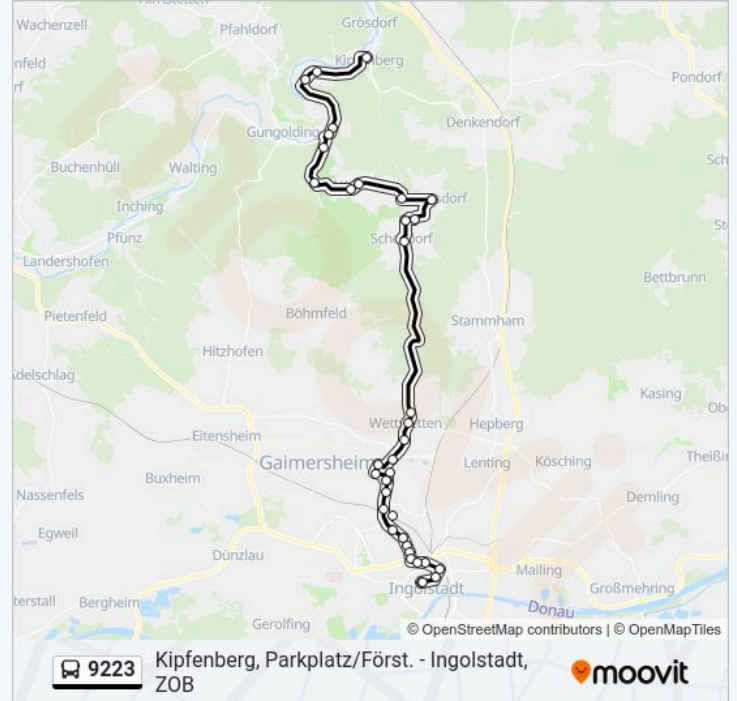 Grösdorf
Wachenzell
Pfahldorf
Pondorf
Denkendorf
Gungolding
Buchenhüll
Walting
Inching
Pfünz
Landershofen
Bettbrunn
Böhmfeld
Pietenfeld
Stammham
Hitzhofen
Kasing
Hepberg
Eitensheim
Gaimersheim
Lenting
Kösching
Buxheim
Demling
Nassenfels
Egweil
Dünzlau
Mailing
Großmehring
Ingolstadt
Bergheim
Donau
Gerolfing
© OpenStreetMap contributors | © OpenMapTiles
9223
Kipfenberg, Parkplatz/Först. - Ingolstadt,
ZOB
moovit